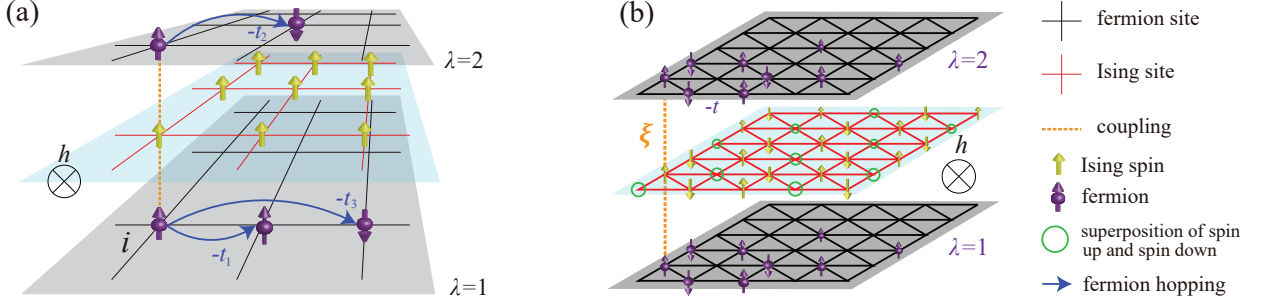 (a)
-t₂
λ=2
h
i
-t₁
-t₃
λ=1
(b)
λ=2
-t
ξ
h
λ=1
fermion site
Ising site
coupling
Ising spin
fermion
superposition of spin
up and spin down
fermion hopping